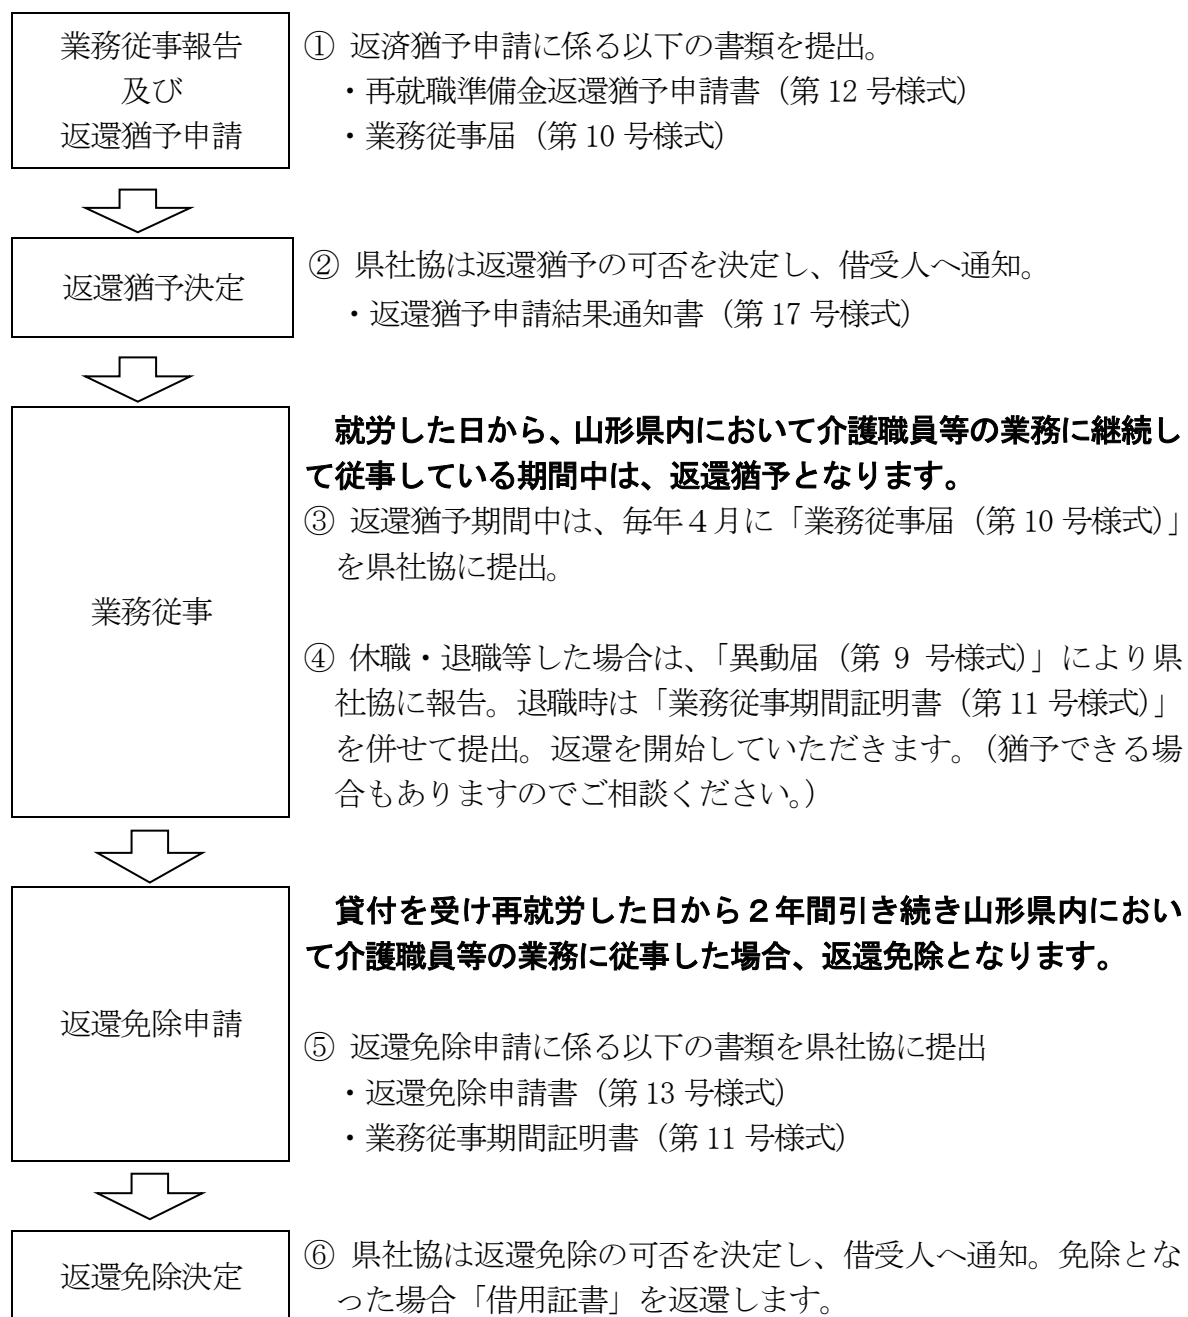 業務従事報告
及び
返還猶予申請
① 返済猶予申請に係る以下の書類を提出。
・再就職準備金返還猶予申請書（第 12 号様式）
・業務従事届（第 10 号様式）
返還猶予決定
② 県社協は返還猶予の可否を決定し、借受人へ通知。
・返還猶予申請結果通知書（第 17 号様式）
業務従事
就労した日から、山形県内において介護職員等の業務に継続し
て従事している期間中は、返還猶予となります。
③ 返還猶予期間中は、毎年４月に「業務従事届（第 10 号様式）」
を県社協に提出。
④ 休職・退職等した場合は、「異動届（第 9 号様式）」により県
社協に報告。退職時は「業務従事期間証明書（第 11 号様式）」
を併せて提出。返還を開始していただきます。（猶予できる場
合もありますのでご相談ください。）
返還免除申請
貸付を受け再就労した日から２年間引き続き山形県内におい
て介護職員等の業務に従事した場合、返還免除となります。
⑤ 返還免除申請に係る以下の書類を県社協に提出
・返還免除申請書（第 13 号様式）
・業務従事期間証明書（第 11 号様式）
返還免除決定
⑥ 県社協は返還免除の可否を決定し、借受人へ通知。免除とな
った場合「借用証書」を返還します。